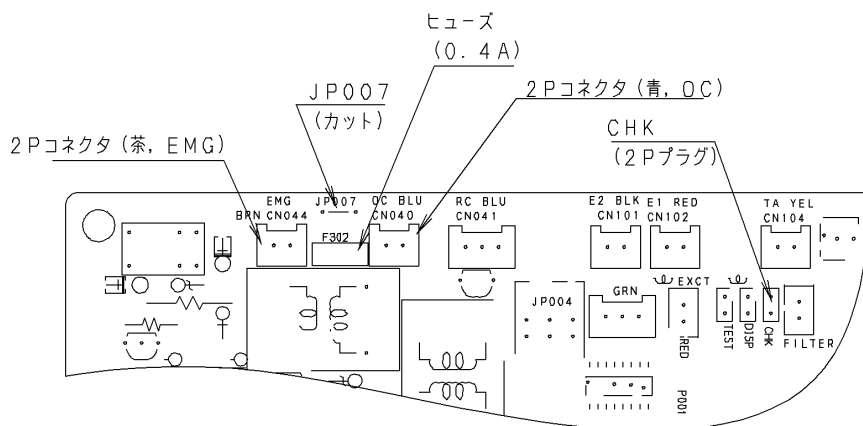 ヒューズ
(0.4A)
JP007
(カット)
2Pコネクタ(青,OC)
2Pコネクタ(茶,EMG)
CHK
(2Pプラグ)
EMG
BRN CN044
JP007
OC BLU
CN040
RC BLU
CN041
E2 BLK
CN101
E1 RED
CN102
TA YEL
CN104
F302
JP004
GRN
EXCT
RED
TEST
DISP
CHK
FILTER
P001